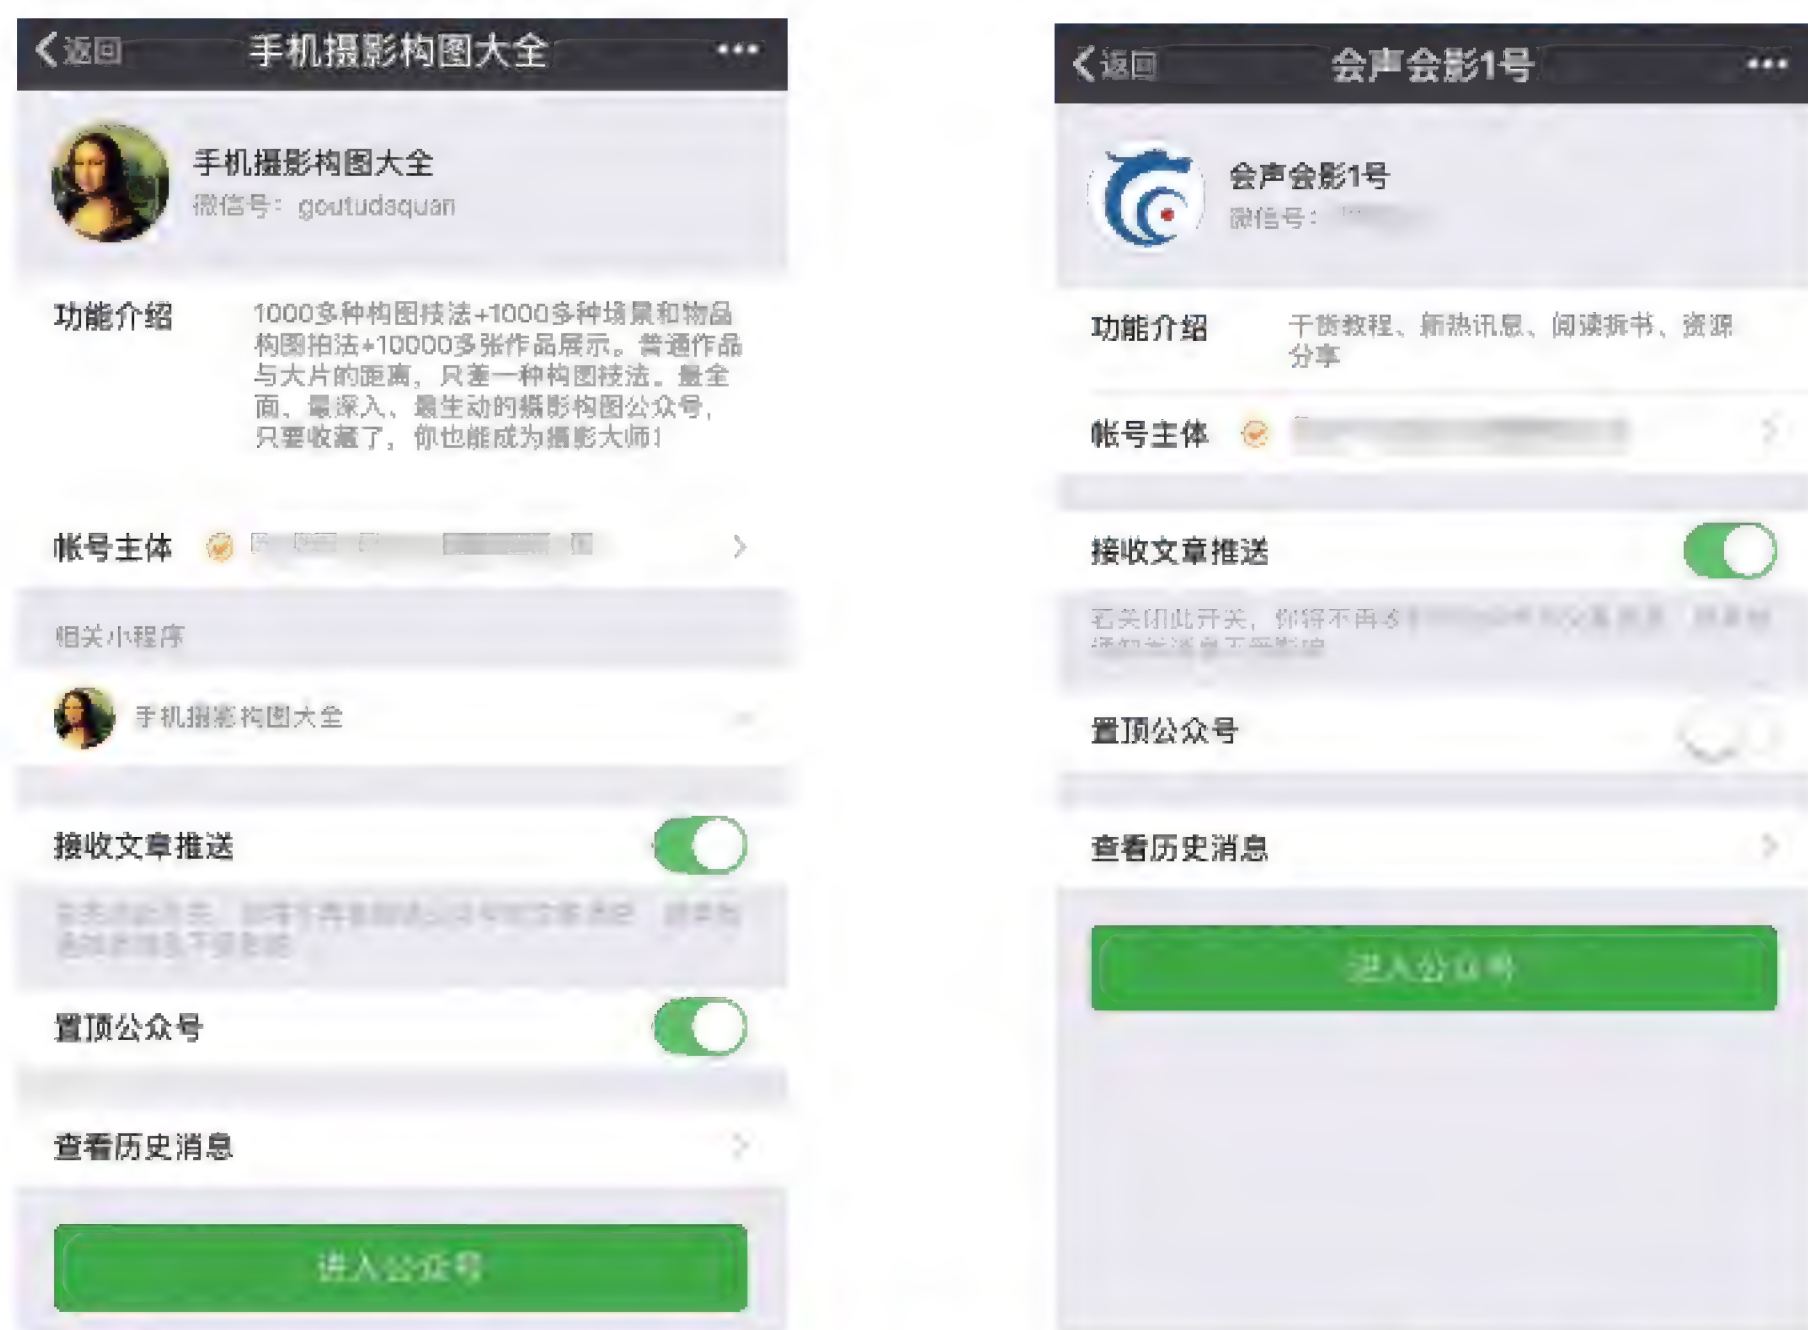 返回
手机摄影构图大全
手机摄影构图大全
微信号：goutudaquan
功能介绍
1000多种构图技法+1000多种场景和物品
构图拍法+10000多张作品展示。普通作品
与大片的距离，只差一种构图技法。最全
面、最深入、最生动的摄影构图公众号，
只要收藏了，你也能成为摄影大师！
帐号主体
相关小程序
手机摄影构图大全
接收文章推送
置顶公众号
查看历史消息
进入公众号
返回
会声会影1号
会声会影1号
微信号：
功能介绍
干货教程、新热讯息、阅读拆书、资源
分享
帐号主体
接收文章推送
若关闭此开关，你将不再
置顶公众号
查看历史消息
进入公众号